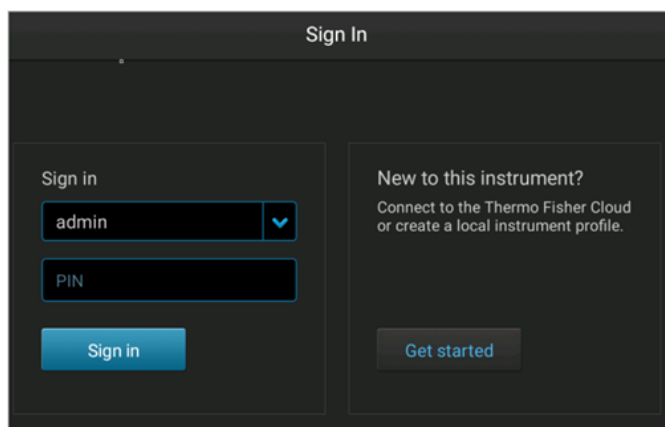 Sign In
Sign in
admin
PIN
Sign in
New to this instrument?
Connect to the Thermo Fisher Cloud
or create a local instrument profile.
Get started